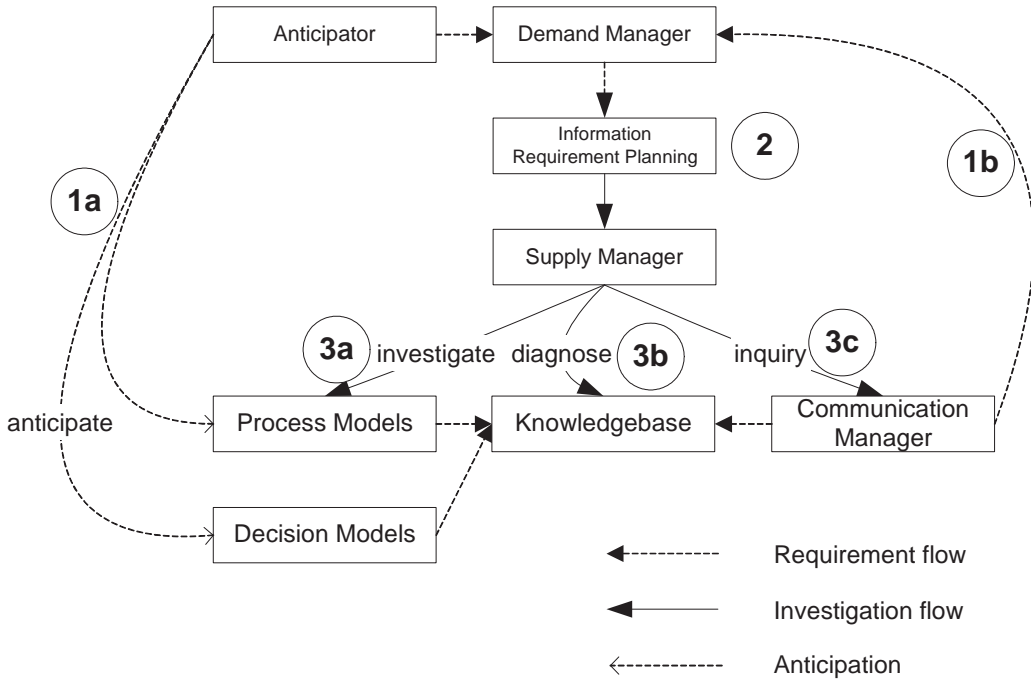 Anticipator
Demand Manager
Information
Requirement Planning
2
1b
1a
Supply Manager
3a
investigate
diagnose
3b
inquiry
3c
anticipate
Process Models
Knowledgebase
Communication
Manager
Decision Models
Requirement flow
Investigation flow
Anticipation